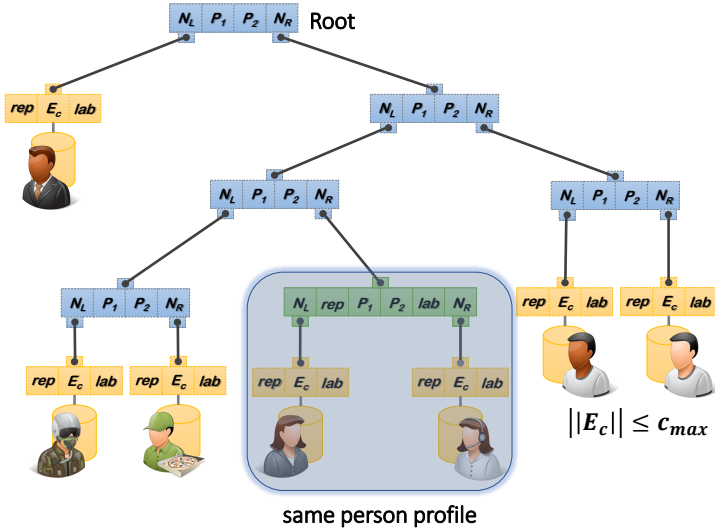 N_L P_1 P_2 N_R Root
rep E_c lab
N_L P_1 P_2 N_R
N_L P_1 P_2 N_R
N_L P_1 P_2 N_R
N_L P_1 P_2 N_R
N_L rep P_1 P_2 lab N_R
rep E_c lab
rep E_c lab
rep E_c lab
rep E_c lab
rep E_c lab
rep E_c lab
||E_c|| ≤ c_max
same person profile